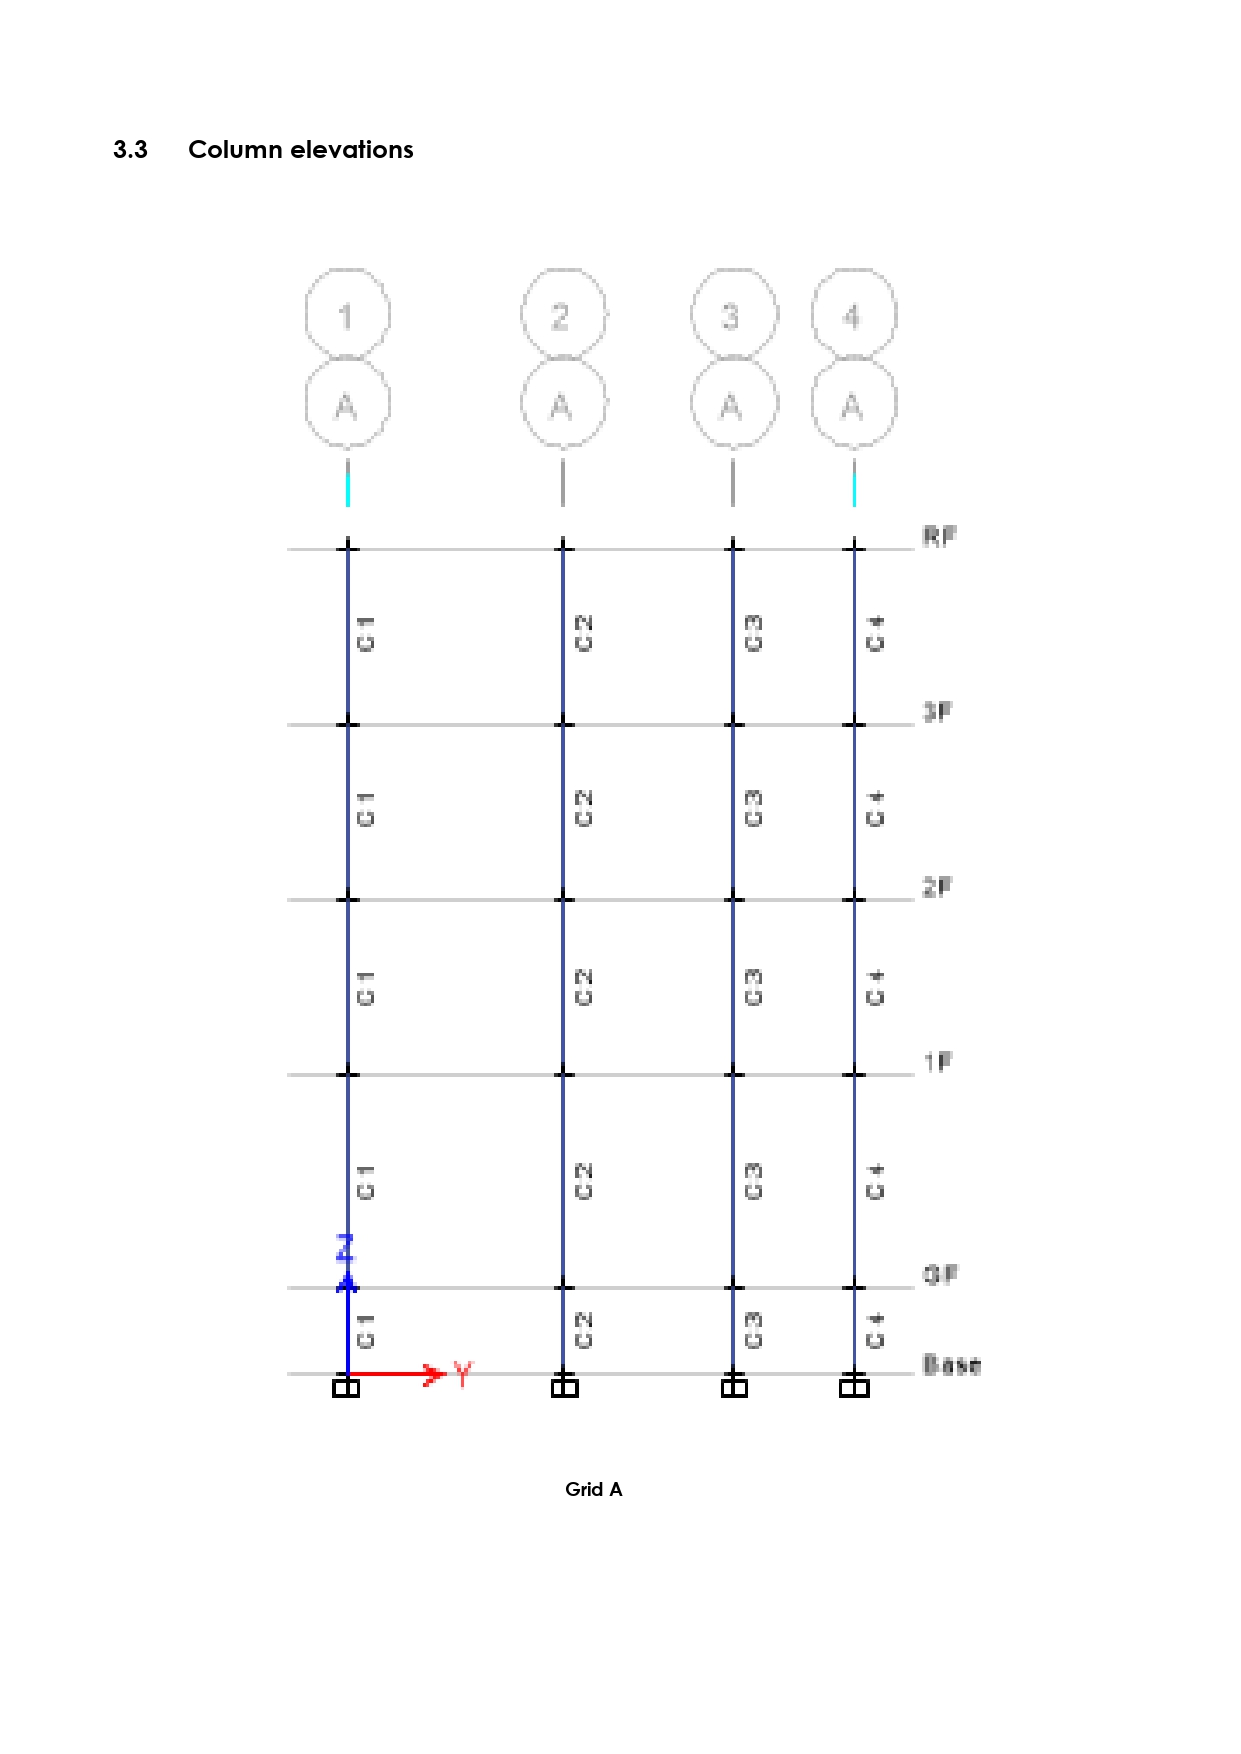 3.3 Column elevations
1 2 3 4
A A A A
RF
C1 C2 C3 C4
3F
C1 C2 C3 C4
2F
C1 C2 C3 C4
1F
C1 C2 C3 C4
Z
GF
C1 C2 C3 C4
Base
Y
Grid A